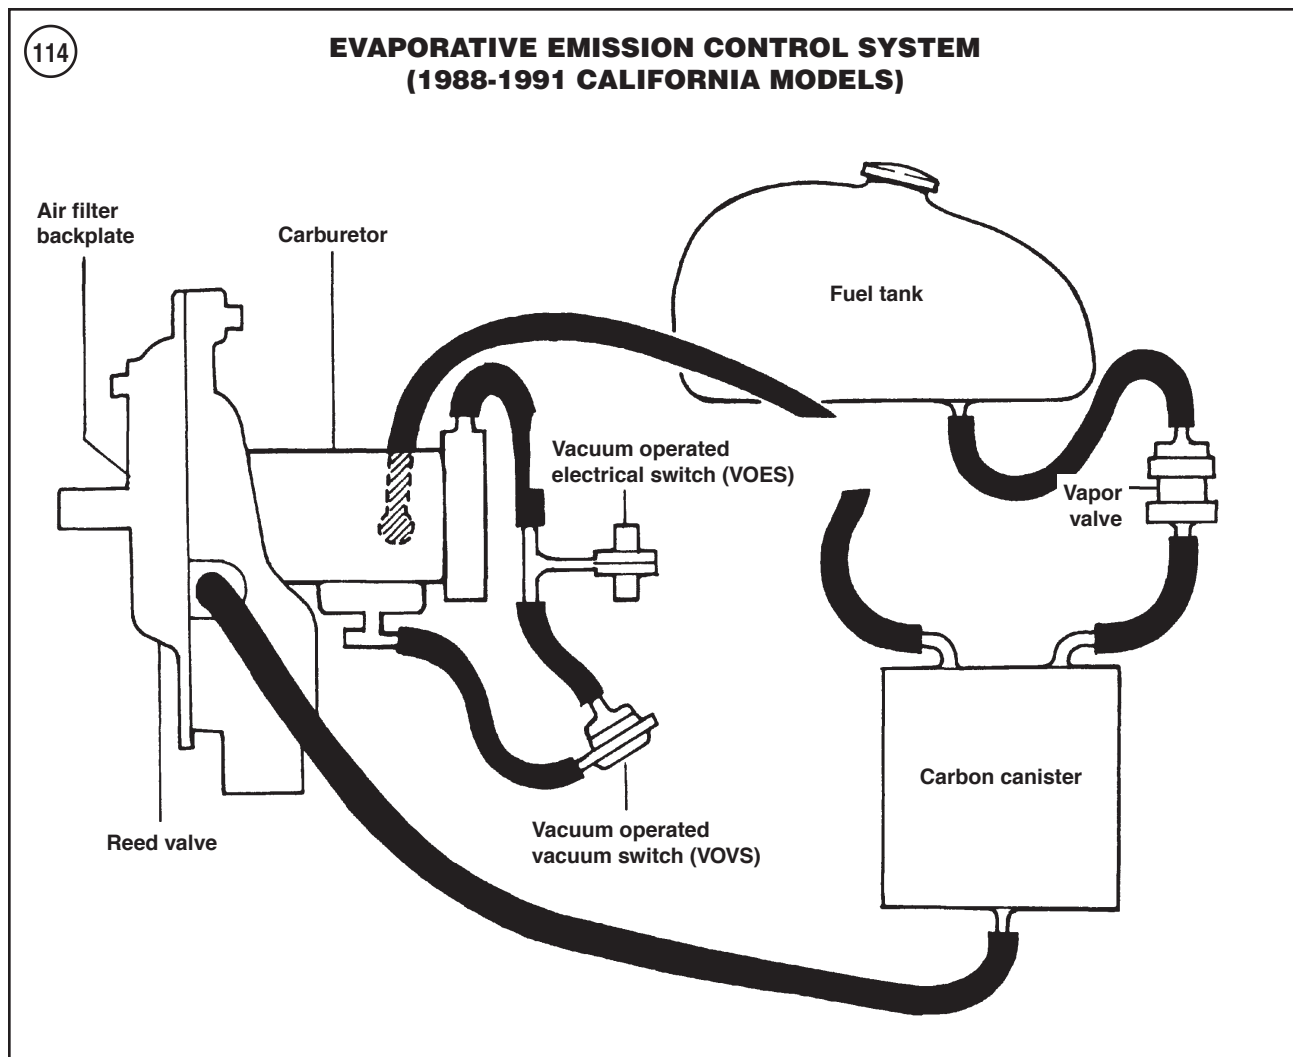 114
EVAPORATIVE EMISSION CONTROL SYSTEM
(1988-1991 CALIFORNIA MODELS)
Air filter
backplate
Carburetor
Fuel tank
Vacuum operated
electrical switch (VOES)
Vapor
valve
Carbon canister
Reed valve
Vacuum operated
vacuum switch (VOVS)